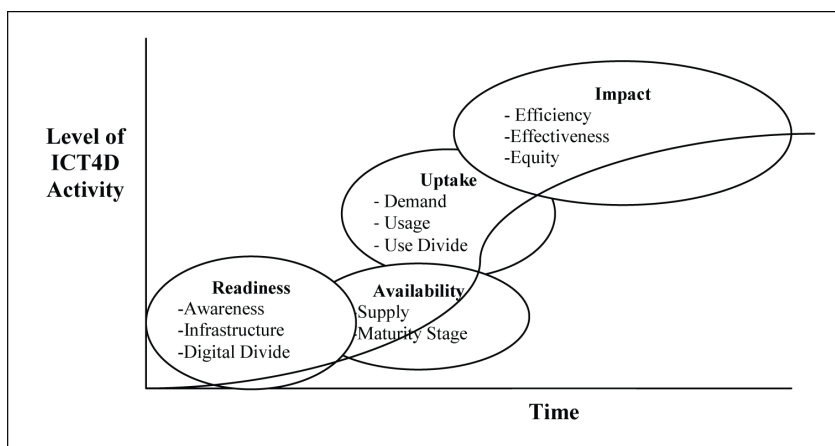 Level of
ICT4D
Activity
Impact
- Efficiency
-Effectiveness
-Equity
Uptake
- Demand
- Usage
- Use Divide
Readiness
-Awareness
-Infrastructure
-Digital Divide
Availability
-Supply
-Maturity Stage
Time